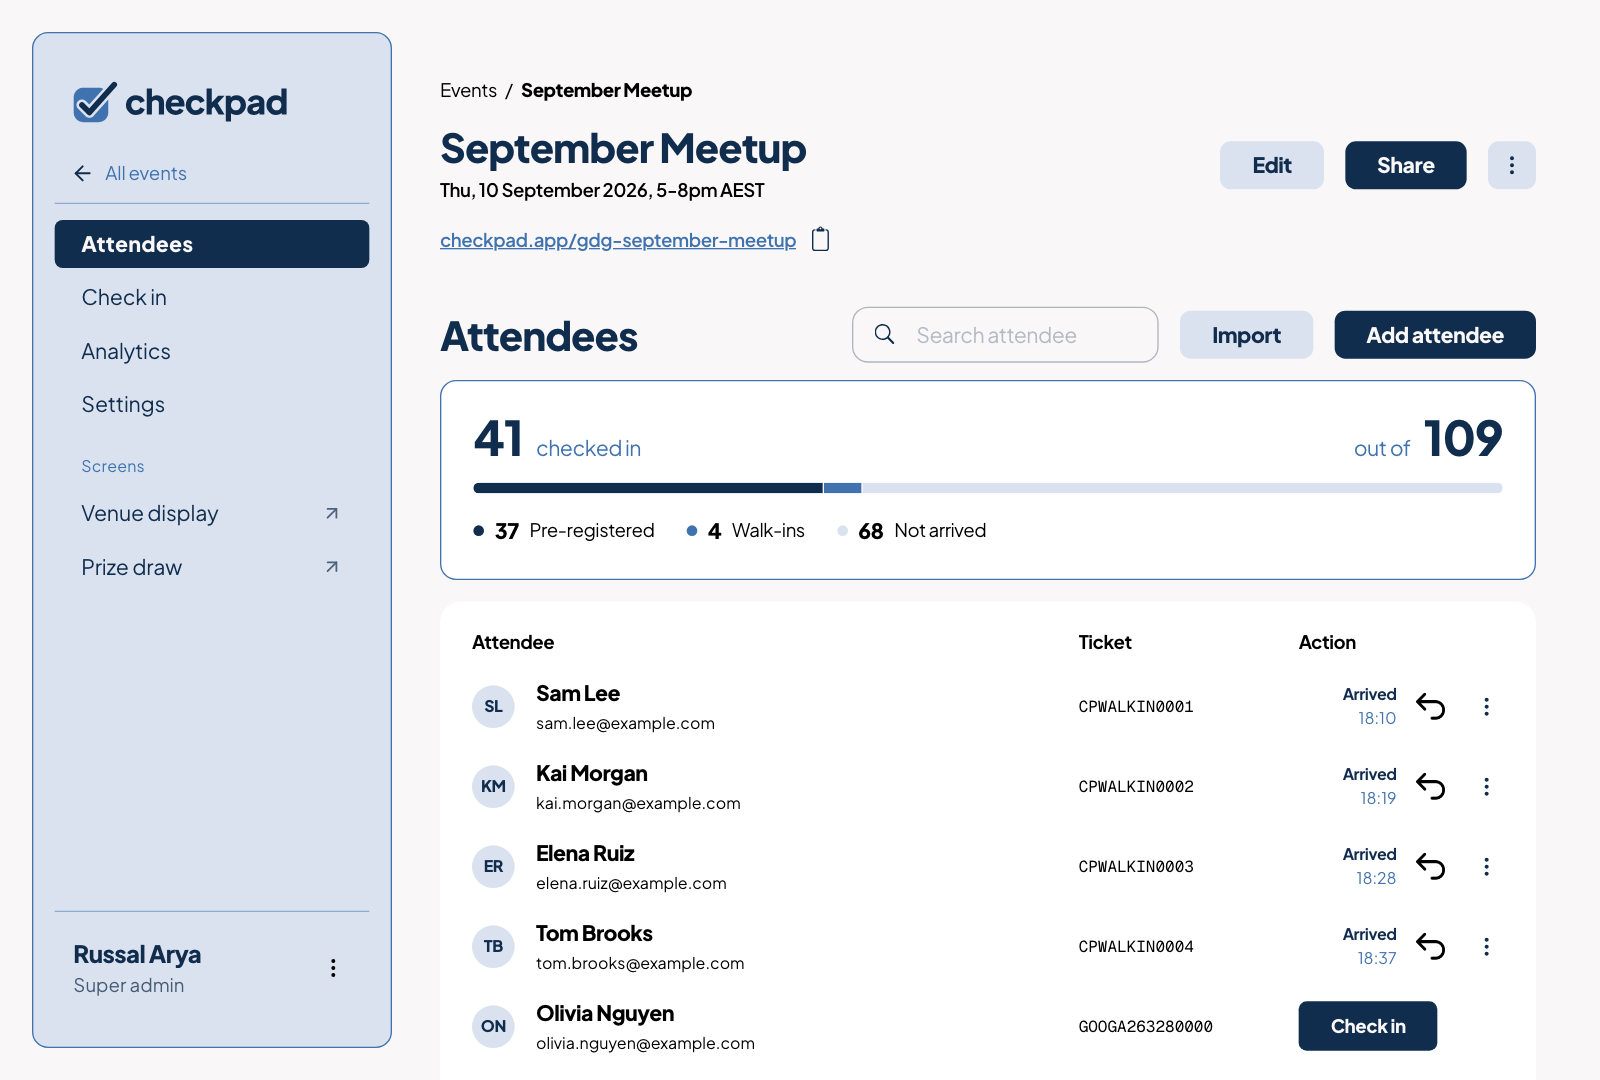 checkpad
All events
Attendees
Check in
Analytics
Settings
Screens
Venue display
Prize draw
Russal Arya
Super admin
Events / September Meetup
September Meetup
Thu, 10 September 2026, 5-8pm AEST
checkpad.app/gdg-september-meetup
Edit
Share
Attendees
Search attendee
Import
Add attendee
41 checked in
out of 109
37 Pre-registered
4 Walk-ins
68 Not arrived
Attendee Ticket Action
SL
Sam Lee
sam.lee@example.com
CPWALKIN0001
Arrived
18:10
KM
Kai Morgan
kai.morgan@example.com
CPWALKIN0002
Arrived
18:19
ER
Elena Ruiz
elena.ruiz@example.com
CPWALKIN0003
Arrived
18:28
TB
Tom Brooks
tom.brooks@example.com
CPWALKIN0004
Arrived
18:37
ON
Olivia Nguyen
olivia.nguyen@example.com
GOOGA263280000
Check in